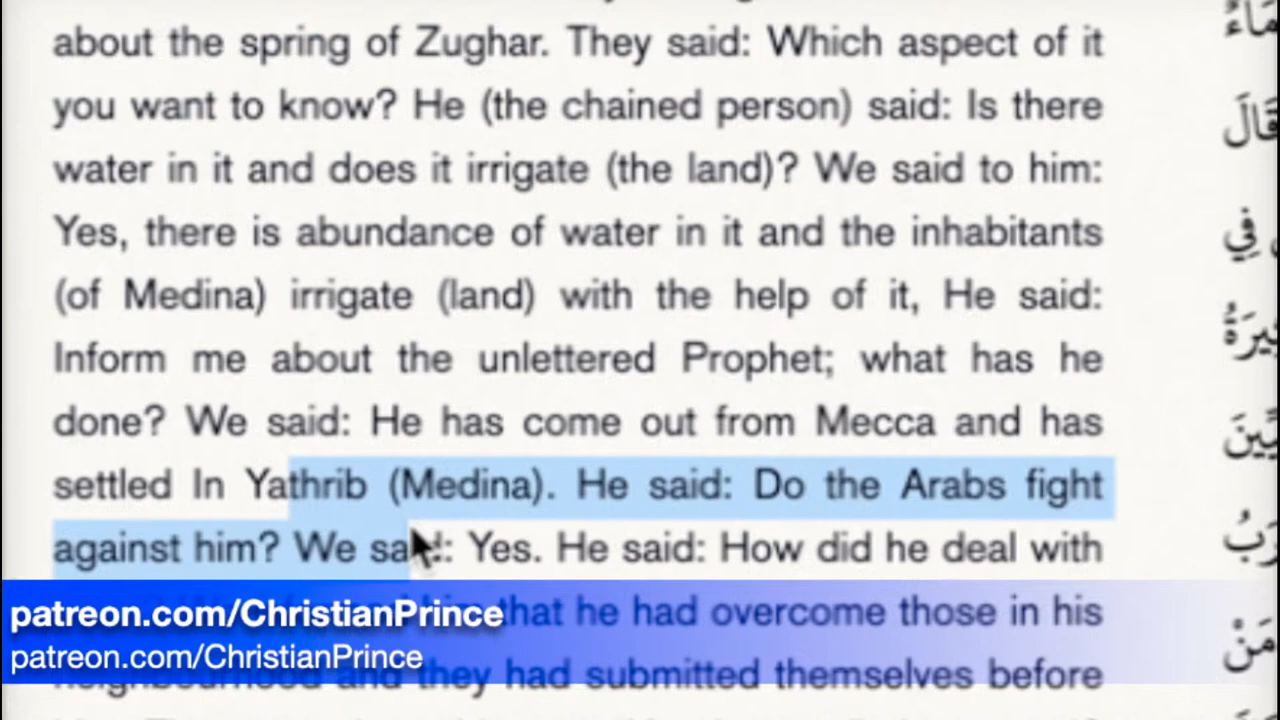 about the spring of Zughar. They said: Which aspect of it
you want to know? He (the chained person) said: Is there
water in it and does it irrigate (the land)? We said to him:
Yes, there is abundance of water in it and the inhabitants
(of Medina) irrigate (land) with the help of it, He said:
Inform me about the unlettered Prophet; what has he
done? We said: He has come out from Mecca and has
settled In Yathrib (Medina). He said: Do the Arabs fight
against him? We sa: Yes. He said: How did he deal with
that he had overcome those in his
neighbourhood and they had submitted themselves before
patreon.com/ChristianPrince
patreon.com/ChristianPrince
قَالَ
فِي
مَنْ